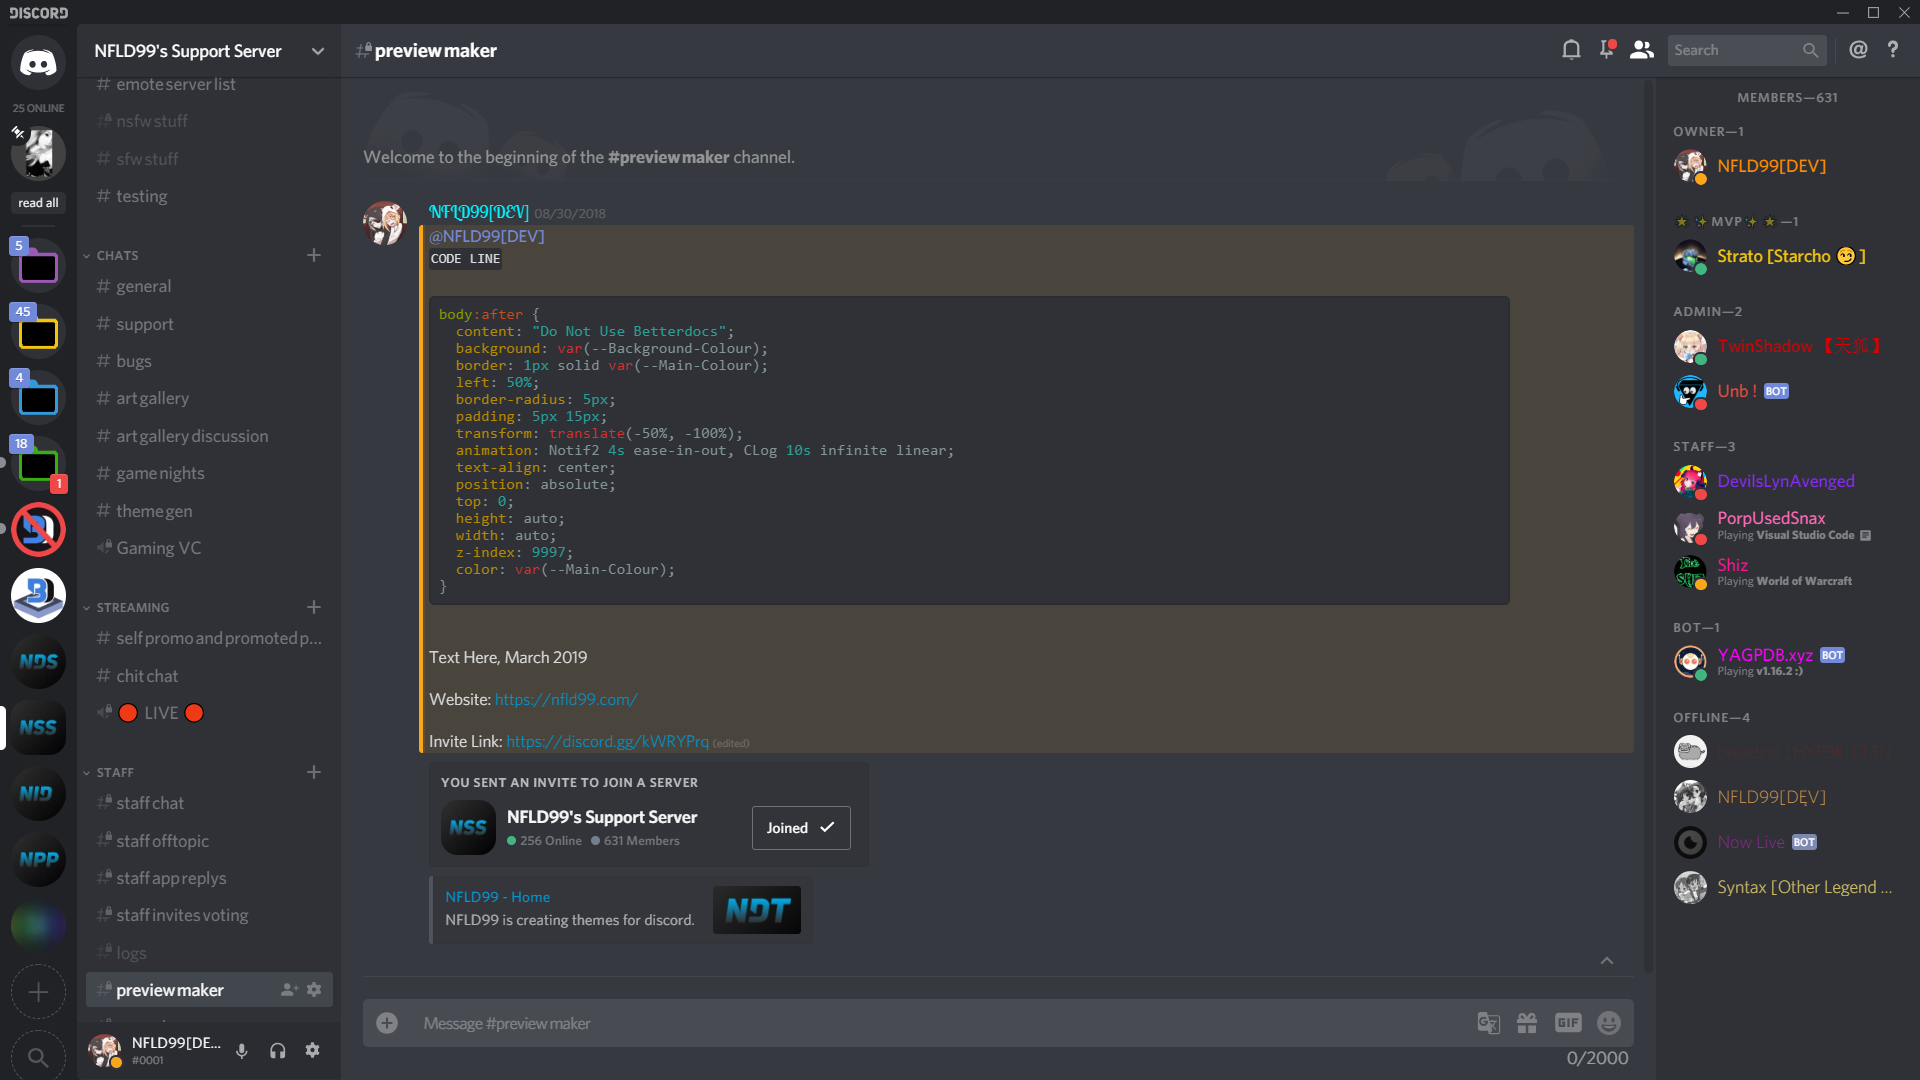 DISCORD
25 ONLINE
read all
5
45
4
18
1
NDS
NSS
NID
NPP
NFLD99's Support Server
# emote server list
# nsfw stuff
# sfw stuff
# testing
CHATS
# general
# support
# bugs
# art gallery
# art gallery discussion
# game nights
# theme gen
Gaming VC
STREAMING
# self promo and promoted p...
# chit chat
🔴 LIVE 🔴
STAFF
# staff chat
# staff offtopic
# staff app replys
# staff invites voting
# logs
# preview maker
NFLD99[DE...
#0001
# preview maker
Search
@ ?
Welcome to the beginning of the #preview maker channel.
NFLD99[DEV] 08/30/2018
@NFLD99[DEV]
CODE LINE
body:after {
content: "Do Not Use Betterdocs";
background: var(--Background-Colour);
border: 1px solid var(--Main-Colour);
left: 50%;
border-radius: 5px;
padding: 5px 15px;
transform: translate(-50%, -100%);
animation: Notif2 4s ease-in-out, CLog 10s infinite linear;
text-align: center;
position: absolute;
top: 0;
height: auto;
width: auto;
z-index: 9997;
color: var(--Main-Colour);
}
Text Here, March 2019
Website: https://nfld99.com/
Invite Link: https://discord.gg/kWRYPrq (edited)
YOU SENT AN INVITE TO JOIN A SERVER
NSS
NFLD99's Support Server
256 Online 631 Members
Joined
NFLD99 - Home
NFLD99 is creating themes for discord.
NDT
Message #preview maker
GIF
0/2000
MEMBERS—631
OWNER—1
NFLD99[DEV]
MVP —1
Strato [Starcho 😏 ]
ADMIN—2
TwinShadow 【天狐】
Unb ! BOT
STAFF—3
DevilsLynAvenged
PorpUsedSnax
Playing Visual Studio Code
Shiz
Playing World of Warcraft
BOT—1
YAGPDB.xyz BOT
Playing v1.16.2 :)
OFFLINE—4
NFLD99[DEV]
Now Live BOT
Syntax [Other Legend ...